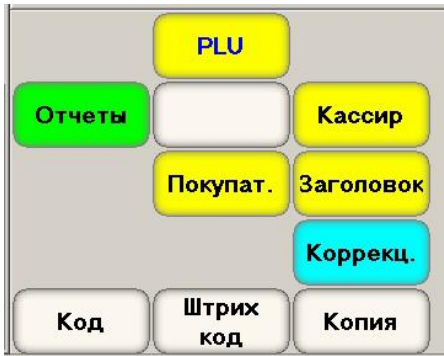 PLU
Отчеты
Кассир
Покупат.
Заголовок
Коррекц.
Код
Штрих
код
Копия